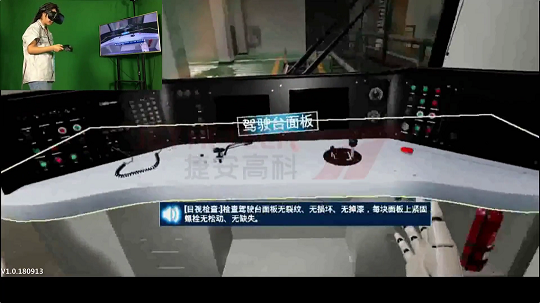 驾驶台面板
捷安高科
[目视检查:]检查驾驶台面板无裂纹、无损坏、无掉漆，每块面板上紧固
螺栓无松动、无缺失。
V1.0.180913